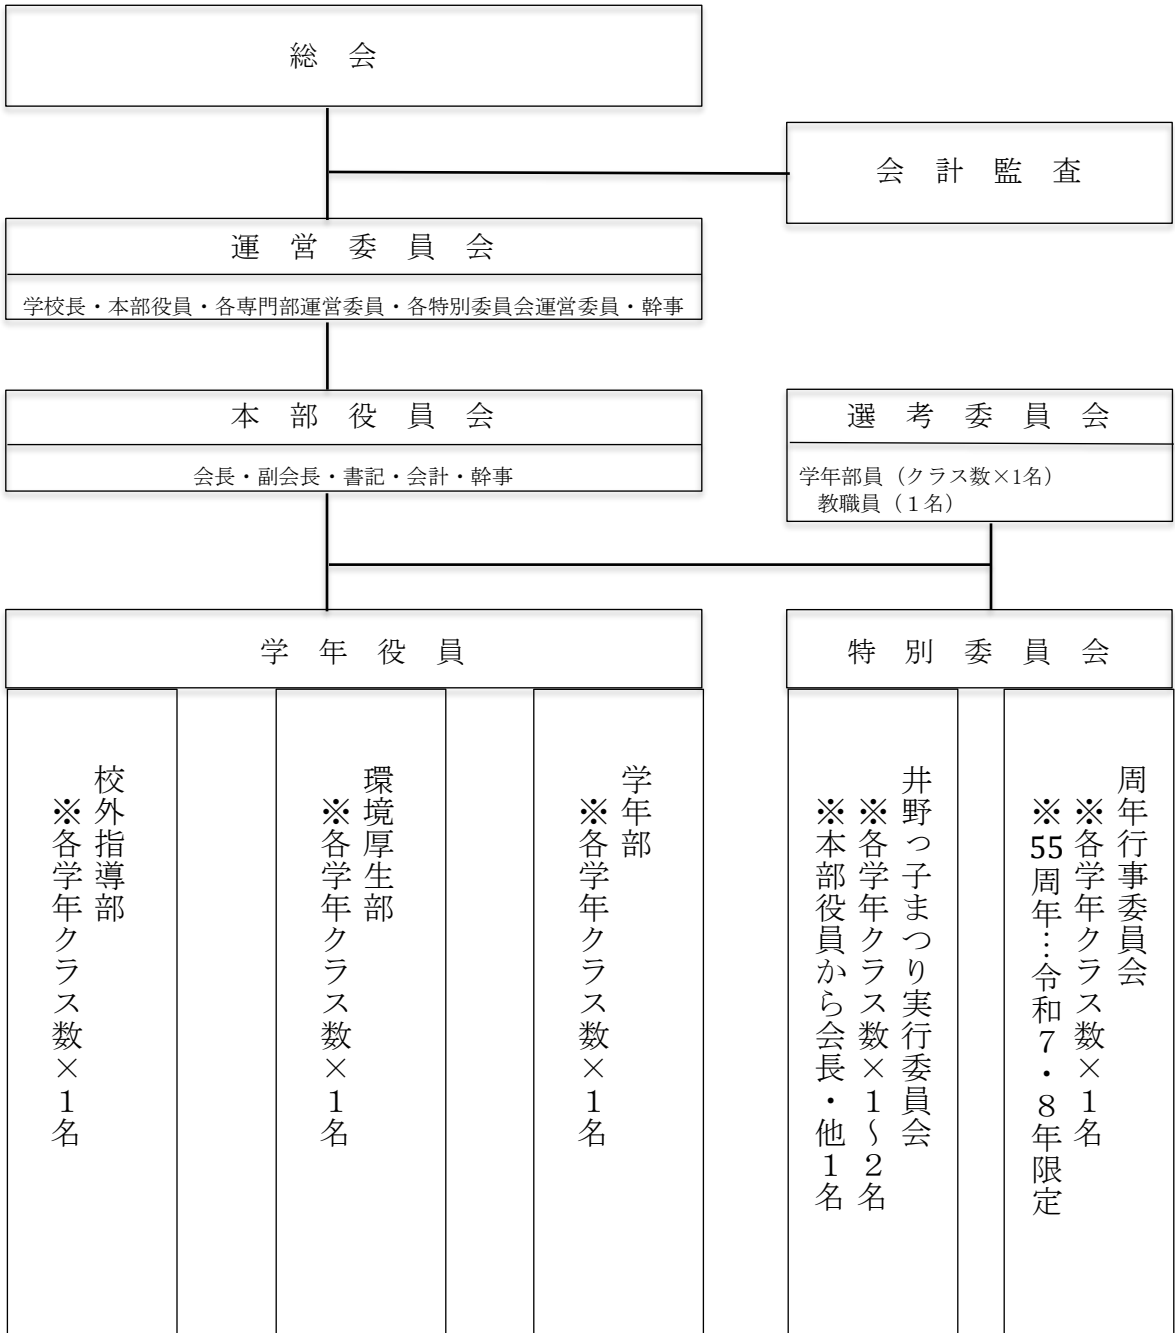 総　会
会　計　監　査
運　営　委　員　会
学校長・本部役員・各専門部運営委員・各特別委員会運営委員・幹事
本　部　役　員　会
会長・副会長・書記・会計・幹事
選　考　委　員　会
学年部員（クラス数×1名）
教職員（１名）
学　年　役　員
特　別　委　員　会
周年行事委員会
※各学年クラス数×１名
※55周年…令和７・８年限定
井野っ子まつり実行委員会
※各学年クラス数×１～２名
※本部役員から会長・他１名
学年部
※各学年クラス数×１名
環境厚生部
※各学年クラス数×１名
校外指導部
※各学年クラス数×１名